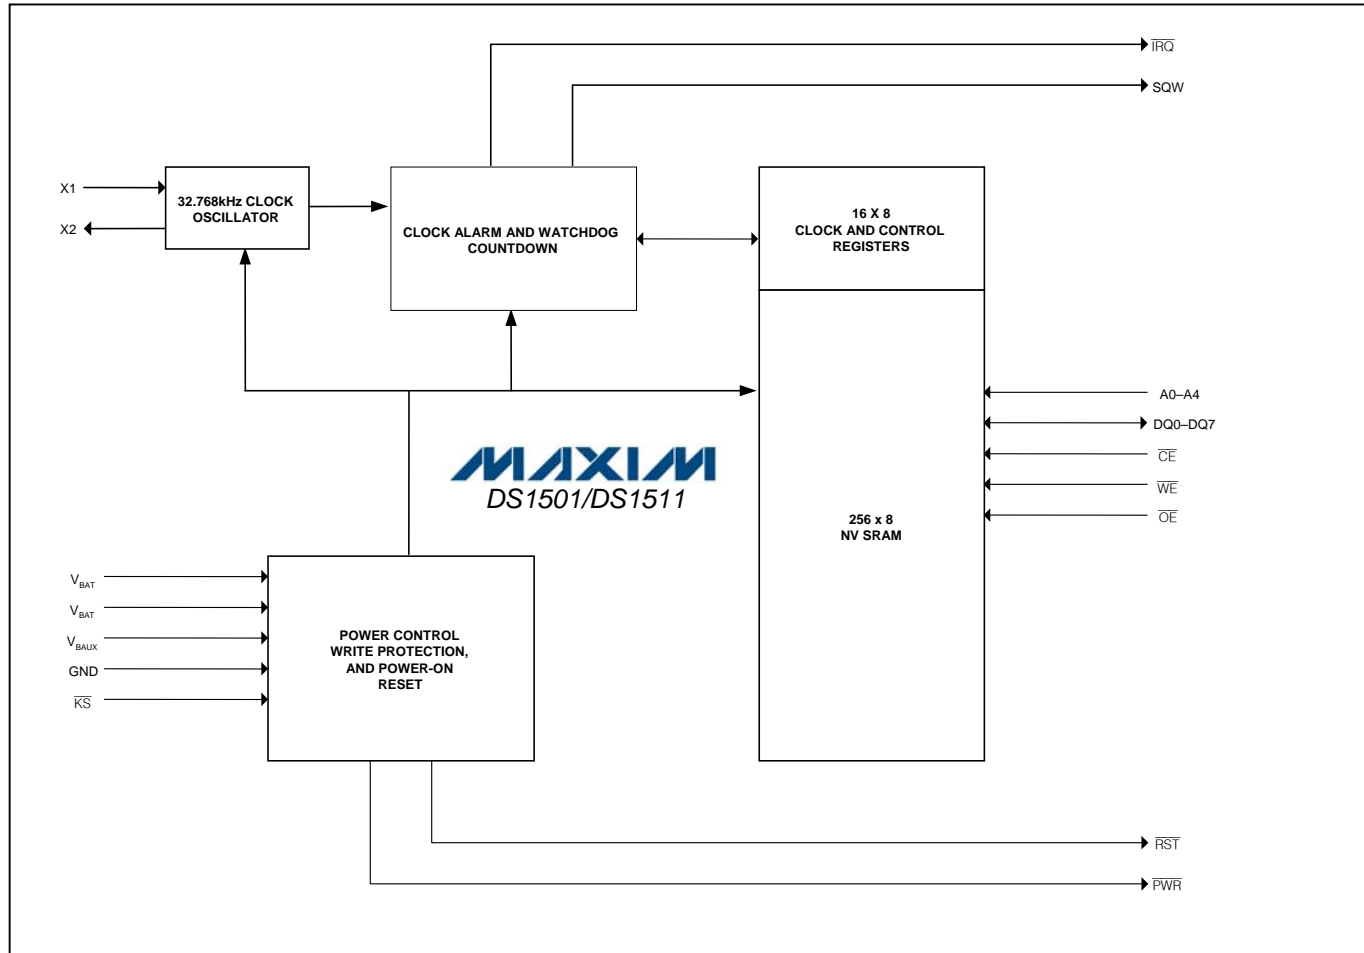 IRQ
SQW
X1
X2
32.768kHz CLOCK
OSCILLATOR
CLOCK ALARM AND WATCHDOG
COUNTDOWN
16 X 8
CLOCK AND CONTROL
REGISTERS
A0–A4
DQ0–DQ7
CE
WE
OE
MAXIM
DS1501/DS1511
256 x 8
NV SRAM
VBAT
VBAT
VBAUX
GND
KS
POWER CONTROL
WRITE PROTECTION,
AND POWER-ON
RESET
RST
PWR